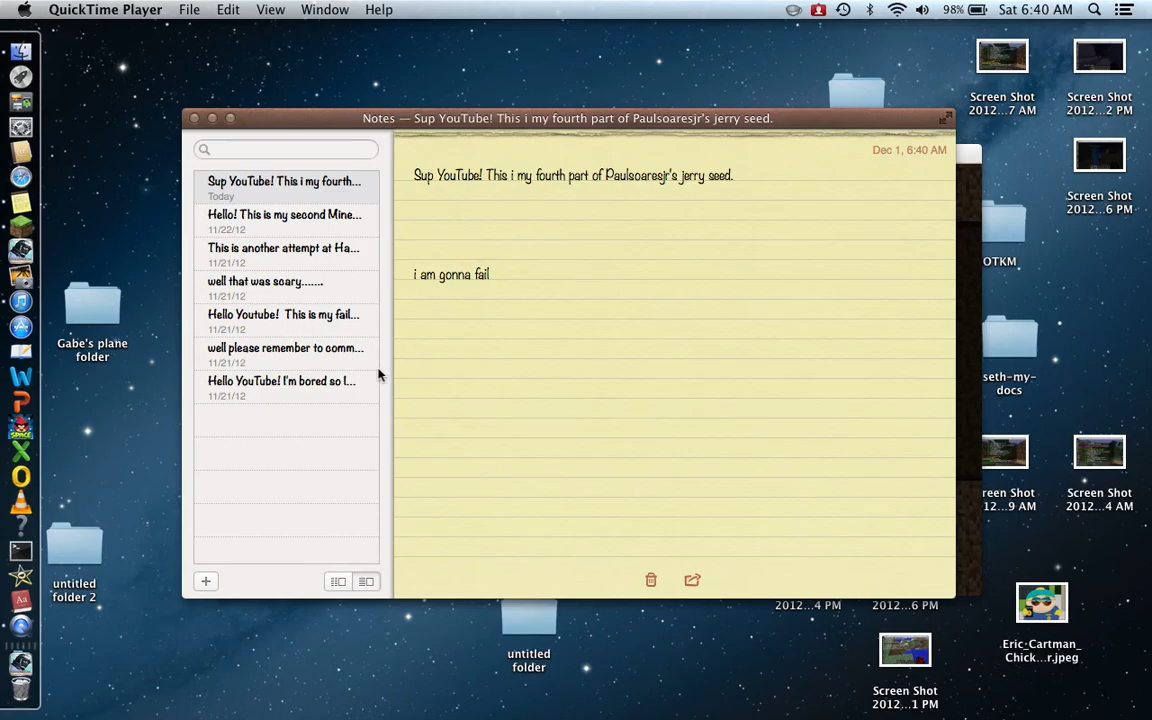 QuickTime Player File Edit View Window Help 98% Sat 6:40 AM
Screen Shot
2012...7 AM
Screen Shot
2012...2 PM
Notes — Sup YouTube! This i my fourth part of Paulsoaresjr's jerry seed.
Dec 1, 6:40 AM
Sup YouTube! This i my fourth...
Today
Hello! This is my second Mine...
11/22/12
This is another attempt at Ha...
11/21/12
well that was scary.......
11/21/12
Hello Youtube! This is my fail...
11/21/12
well please remember to comm...
11/21/12
Hello YouTube! I'm bored so I...
11/21/12
Sup YouTube! This i my fourth part of Paulsoaresjr's jerry seed.
i am gonna fail
Screen Shot
2012...6 PM
OTKM
Gabe's plane
folder
seth-my-
docs
reen Shot
12...9 AM
Screen Shot
2012...4 AM
untitled
folder 2
2012...4 PM
2012...6 PM
untitled
folder
Eric-Cartman_
Chick...r.jpeg
Screen Shot
2012...1 PM